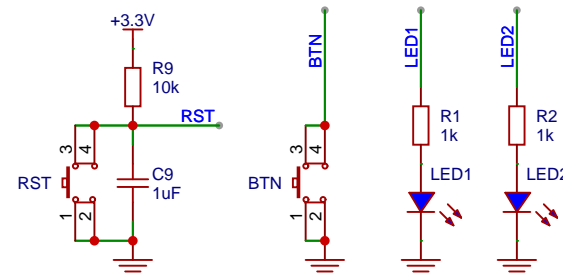 +3.3V
R9
10k
RST
3
4
RST
C9
1uF
1
2
BTN
3
4
BTN
1
2
LED1
R1
1k
LED1
LED2
R2
1k
LED2